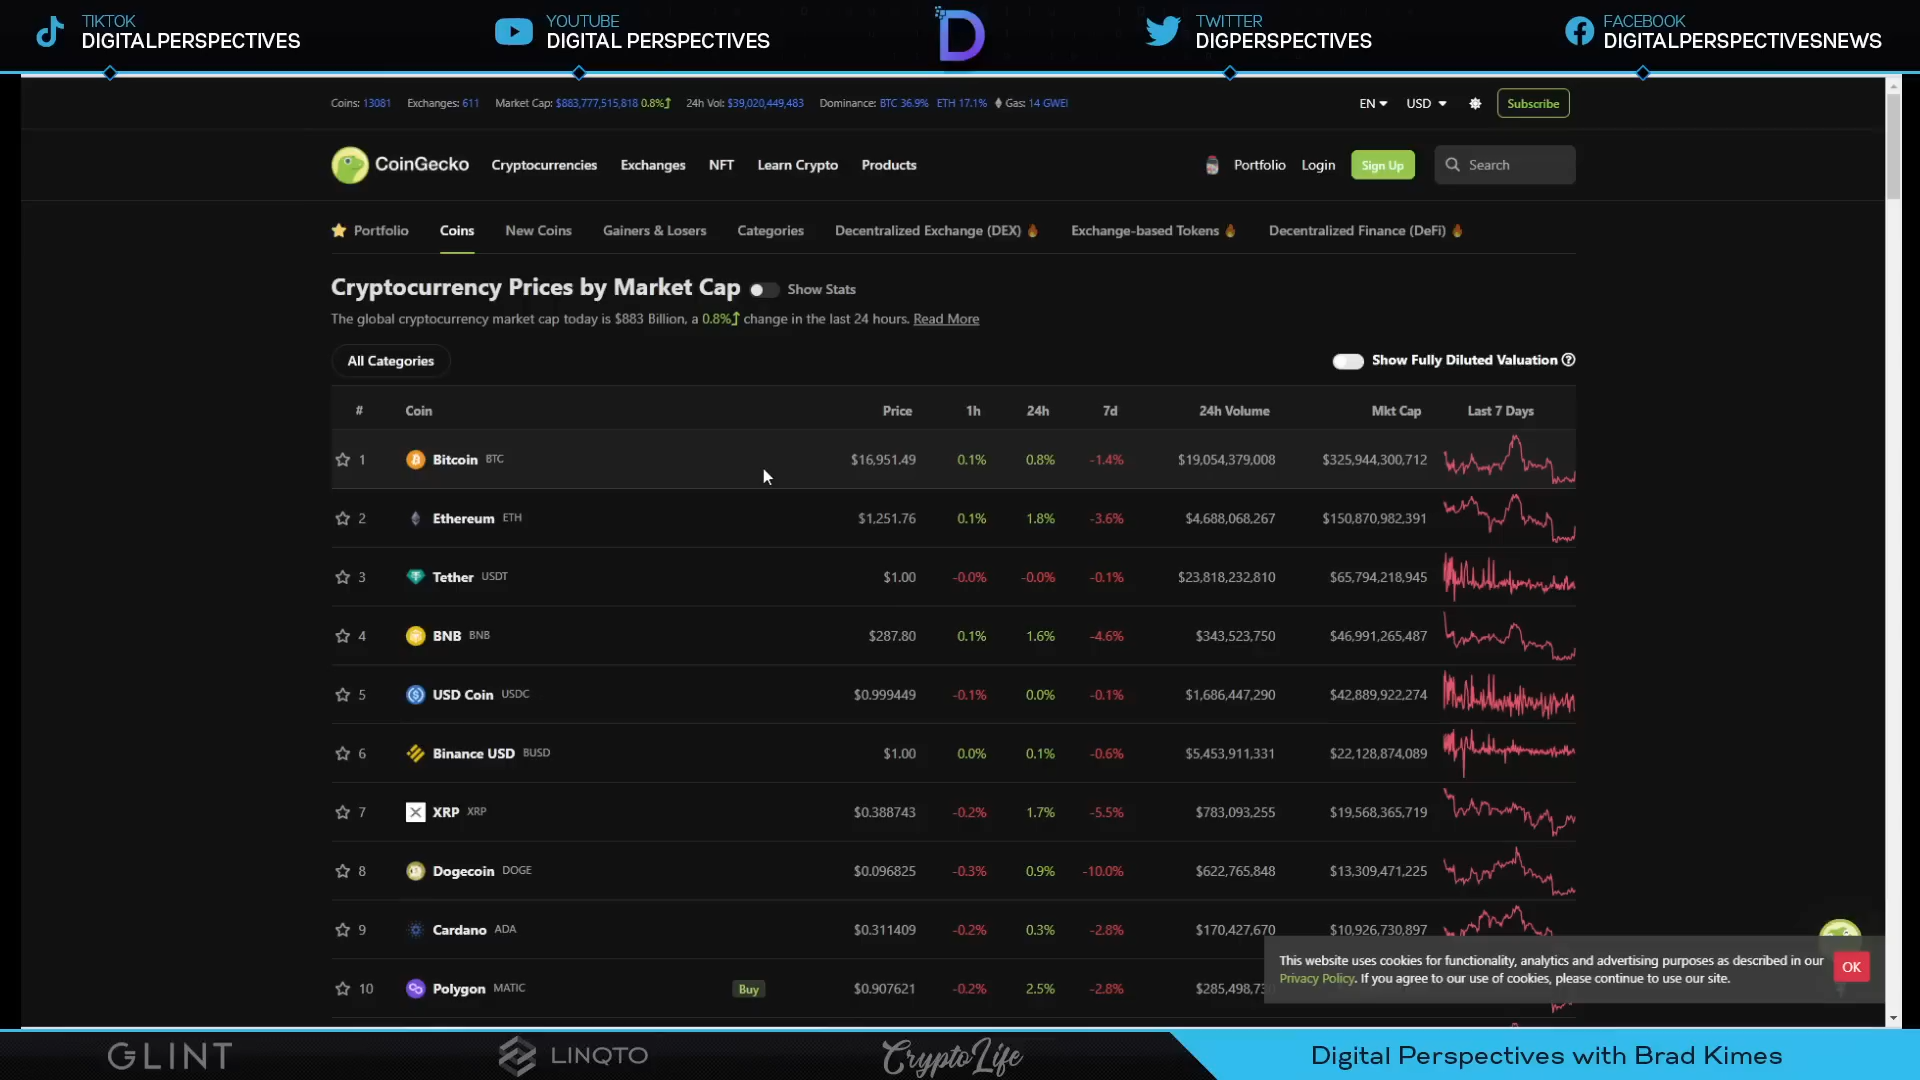 TIKTOK
DIGITALPERSPECTIVES
YOUTUBE
DIGITAL PERSPECTIVES
D
TWITTER
DIGPERSPECTIVES
FACEBOOK
DIGITALPERSPECTIVESNEWS
Coins: 13081 Exchanges: 611 Market Cap: $883,777,515,818 0.8% 24h Vol: $39,020,449,483 Dominance: BTC 36.9% ETH 17.1% Gas: 14 GWEI
EN USD Subscribe
CoinGecko Cryptocurrencies Exchanges NFT Learn Crypto Products Portfolio Login Sign Up Search
Portfolio Coins New Coins Gainers & Losers Categories Decentralized Exchange (DEX) Exchange-based Tokens Decentralized Finance (DeFi)
Cryptocurrency Prices by Market Cap Show Stats
The global cryptocurrency market cap today is $883 Billion, a 0.8% change in the last 24 hours. Read More
All Categories Show Fully Diluted Valuation ?
# Coin Price 1h 24h 7d 24h Volume Mkt Cap Last 7 Days
1 Bitcoin BTC $16,951.49 0.1% 0.8% -1.4% $19,054,379,008 $325,944,300,712
2 Ethereum ETH $1,251.76 0.1% 1.8% -3.6% $4,688,068,267 $150,870,982,391
3 Tether USDT $1.00 -0.0% -0.0% -0.1% $23,818,232,810 $65,794,218,945
4 BNB BNB $287.80 0.1% 1.6% -4.6% $343,523,750 $46,991,265,487
5 USD Coin USDC $0.999449 -0.1% 0.0% -0.1% $1,686,447,290 $42,889,922,274
6 Binance USD BUSD $1.00 0.0% 0.1% -0.6% $5,453,911,331 $22,128,874,089
7 XRP XRP $0.388743 -0.2% 1.7% -5.5% $783,093,255 $19,568,365,719
8 Dogecoin DOGE $0.096825 -0.3% 0.9% -10.0% $622,765,848 $13,309,471,225
9 Cardano ADA $0.311409 -0.2% 0.3% -2.8% $170,427,670 $10,926,730,897
10 Polygon MATIC Buy $0.907621 -0.2% 2.5% -2.8%
This website uses cookies for functionality, analytics and advertising purposes as described in our
Privacy Policy. If you agree to our use of cookies, please continue to use our site.
OK
GLINT LINQTO CryptoLife Digital Perspectives with Brad Kimes